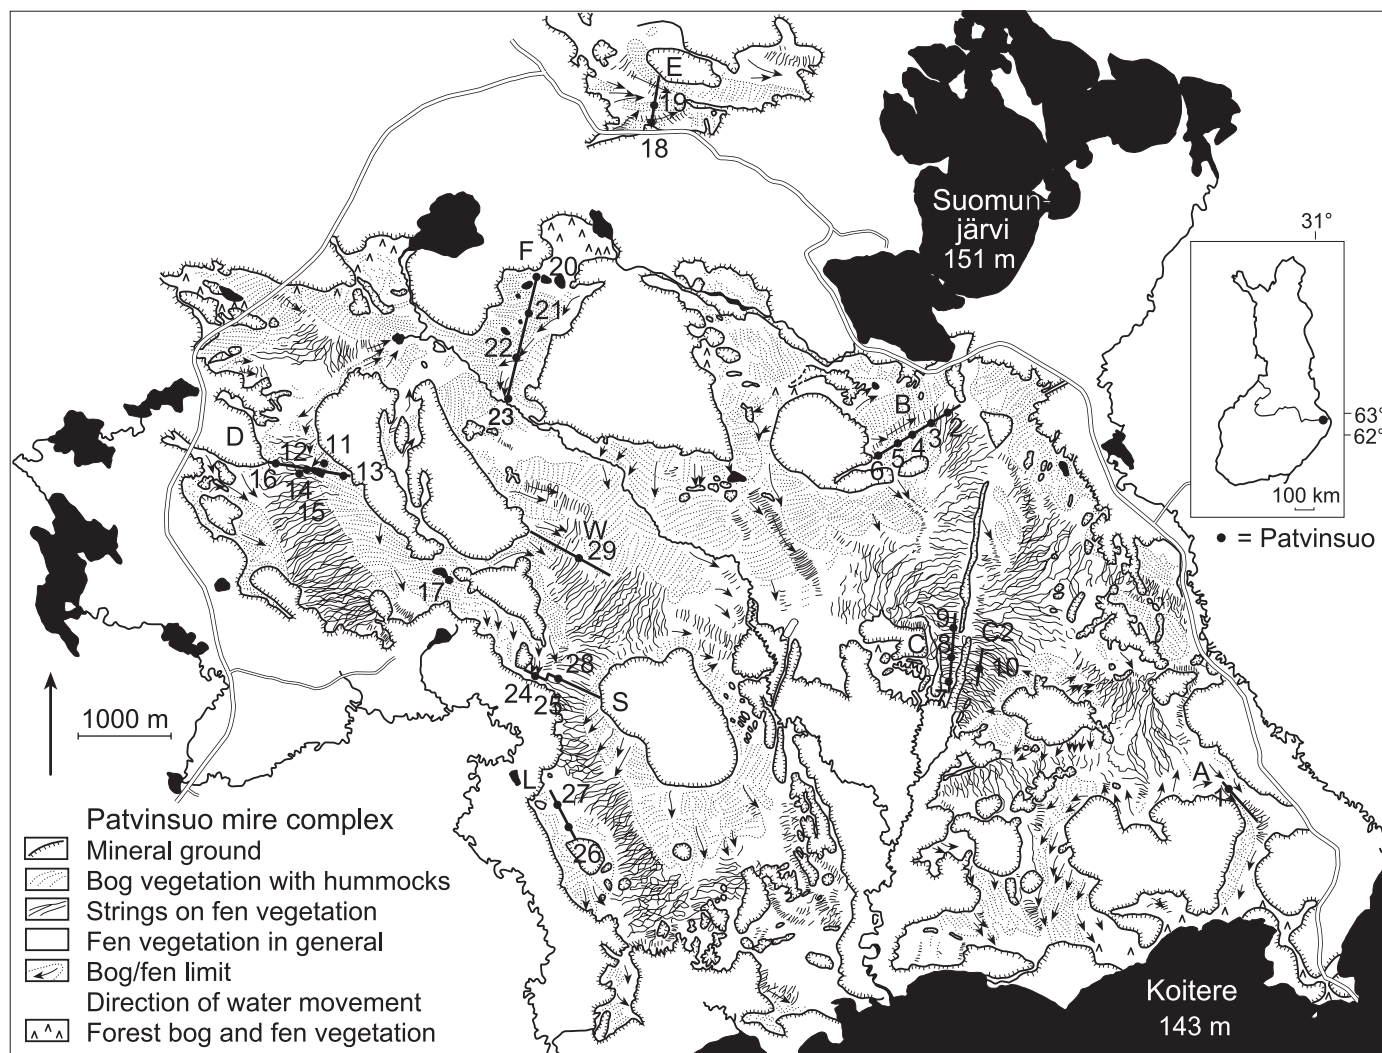 E
19
18
Suomun-
järvi
151 m
31°
F
20
21
22
23
B
2
3
4
5
6
63°
62°
100 km
• = Patvinsuo
D
12
11
13
16
14
15
W
29
17
9
8
7
C
C2
10
28
24
25
S
1000 m
L
27
26
A
1
Patvinsuo mire complex
Mineral ground
Bog vegetation with hummocks
Strings on fen vegetation
Fen vegetation in general
Bog/fen limit
Direction of water movement
Forest bog and fen vegetation
Koitere
143 m